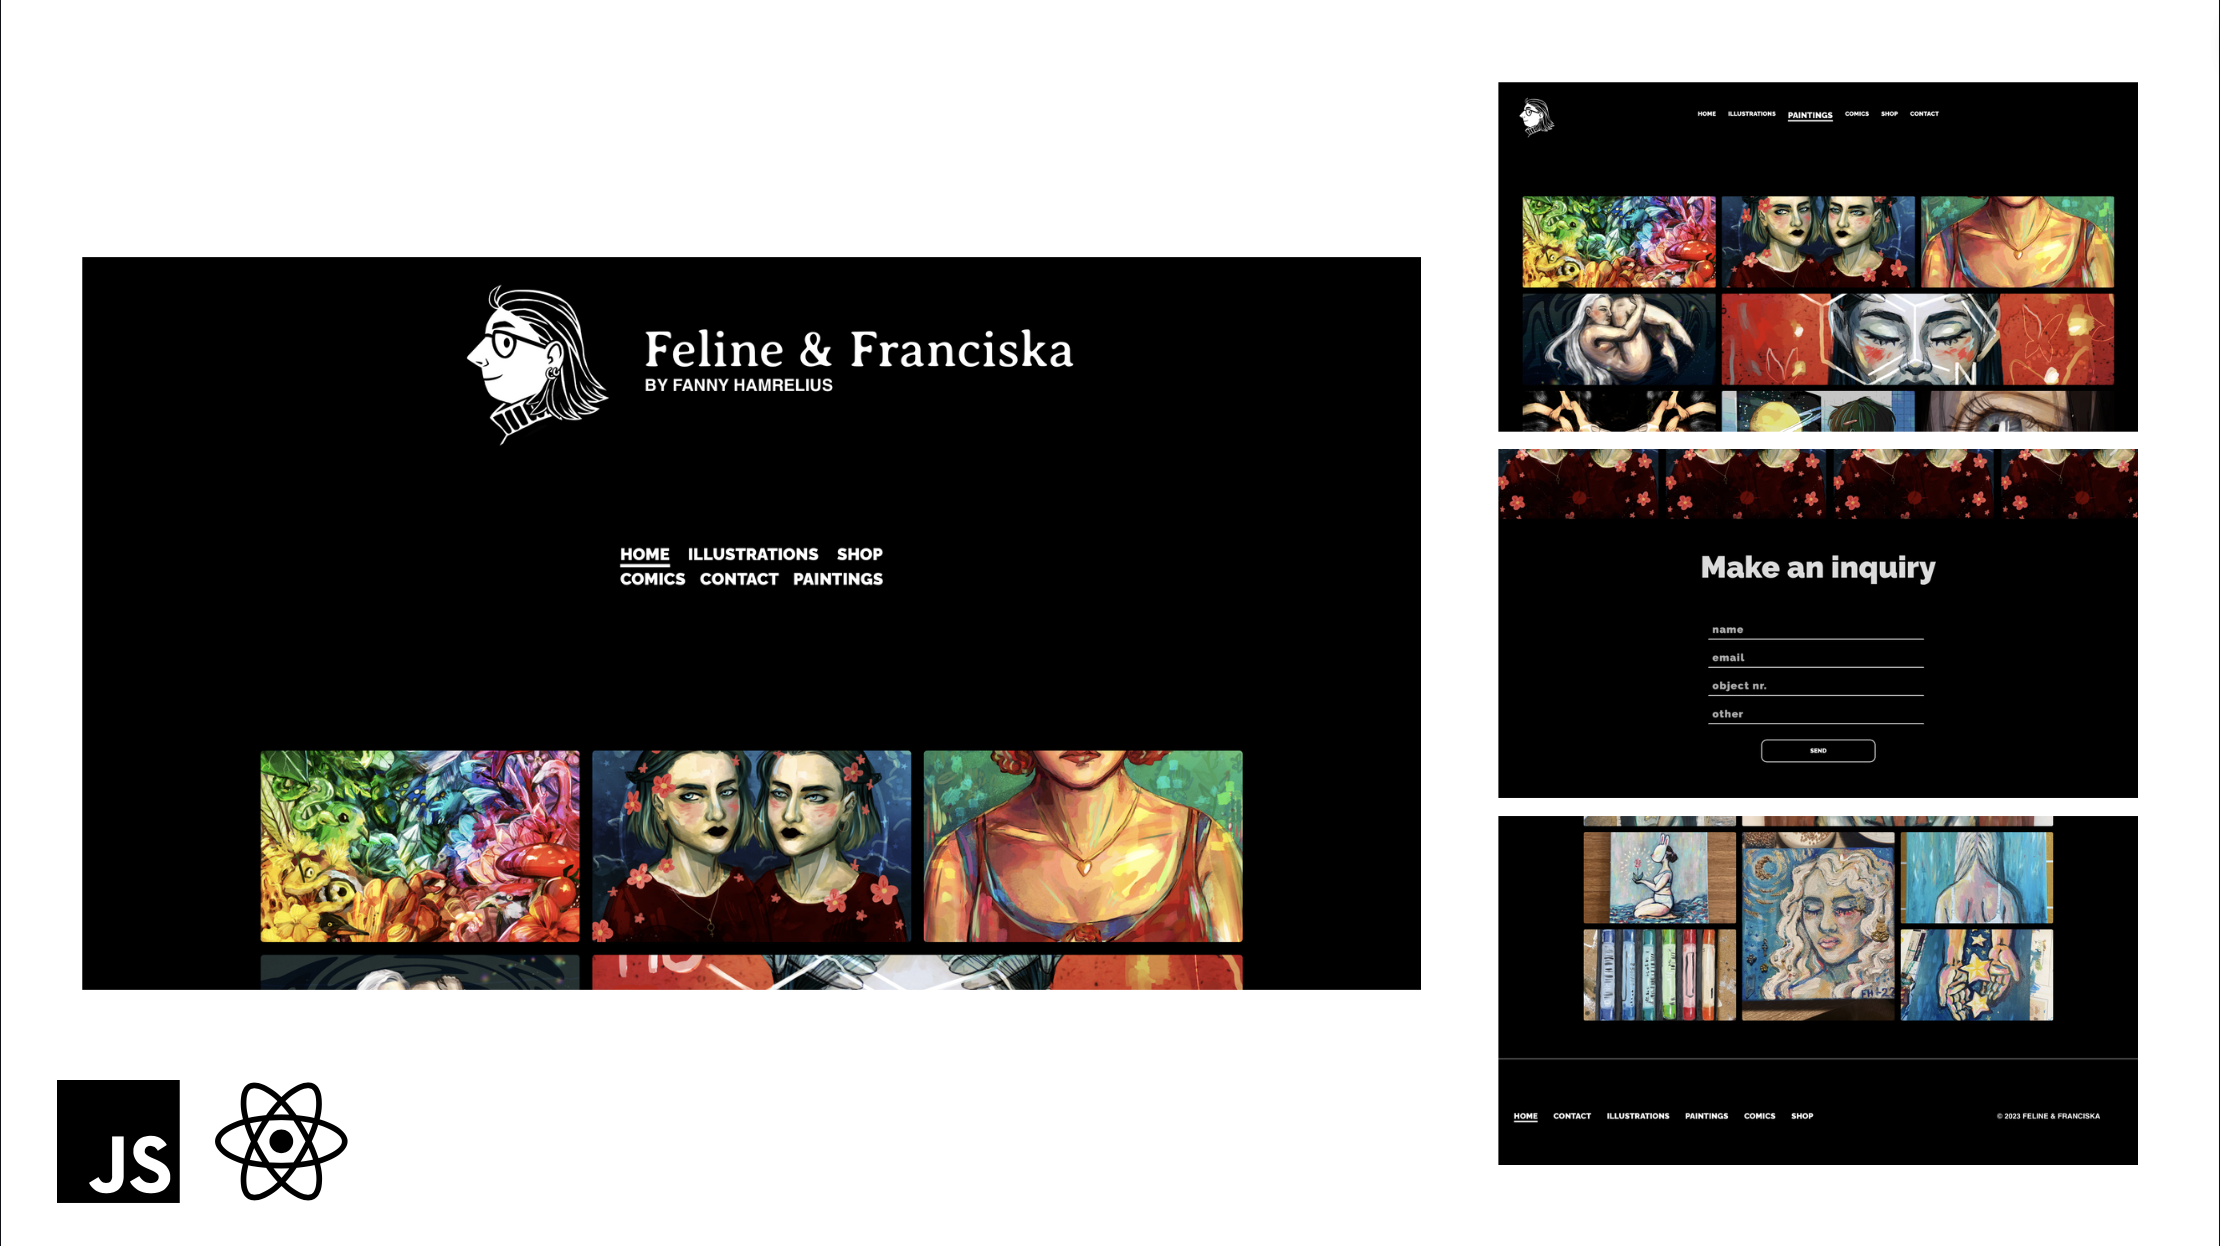 Feline & Franciska
BY FANNY HAMRELIUS
HOME ILLUSTRATIONS SHOP
COMICS CONTACT PAINTINGS
JS
HOME ILLUSTRATIONS PAINTINGS COMICS SHOP CONTACT
N
Make an inquiry
name
email
object nr.
other
SEND
HOME CONTACT ILLUSTRATIONS PAINTINGS COMICS SHOP
© 2023 FELINE & FRANCISKA